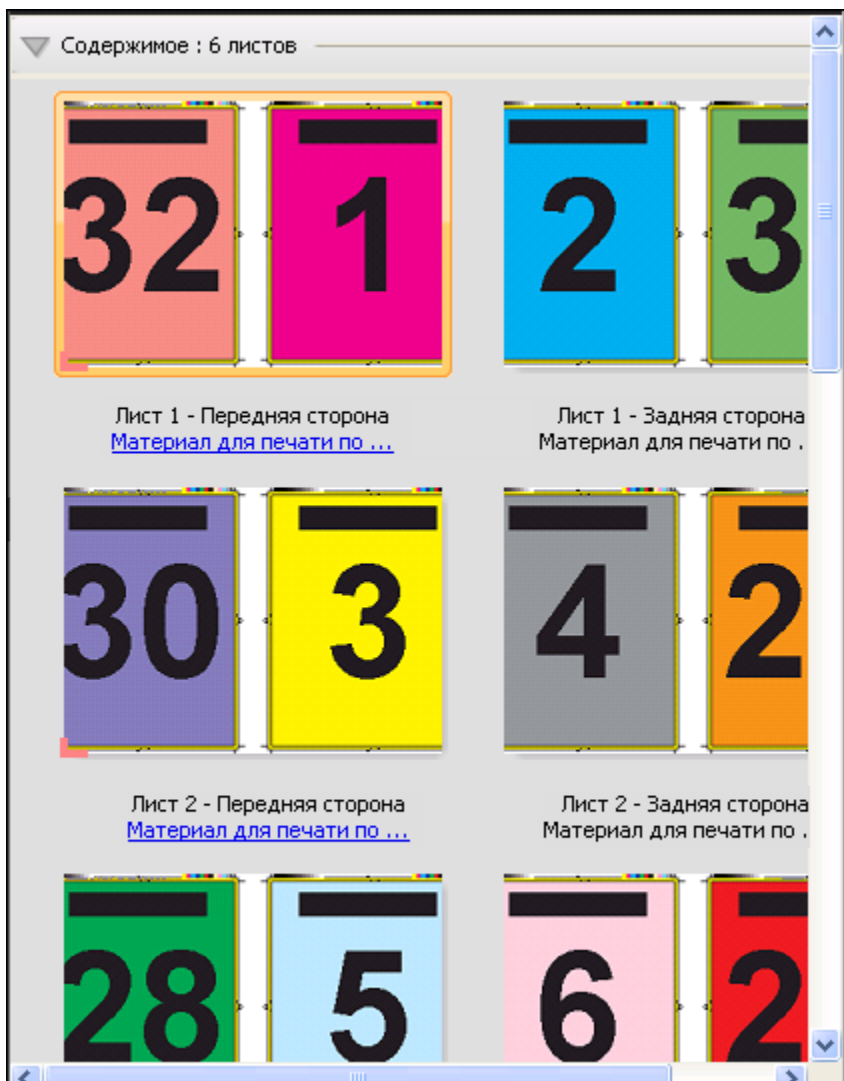 Содержимое : 6 листов
32 1 2 3
Лист 1 - Передняя сторона Лист 1 - Задняя сторона
Материал для печати по ... Материал для печати по .
30 3 4 2
Лист 2 - Передняя сторона Лист 2 - Задняя сторона
Материал для печати по ... Материал для печати по .
28 5 6 2